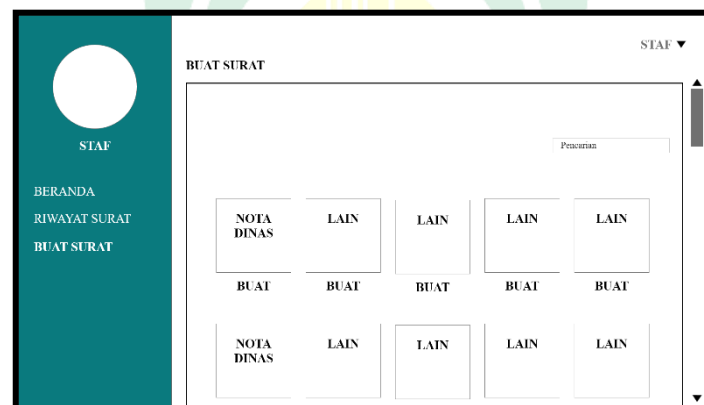 STAF ▼
BUAT SURAT
STAF
BERANDA
RIWAYAT SURAT
BUAT SURAT
Pencarian
NOTA DINAS
LAIN
LAIN
LAIN
LAIN
BUAT
BUAT
BUAT
BUAT
BUAT
NOTA DINAS
LAIN
LAIN
LAIN
LAIN